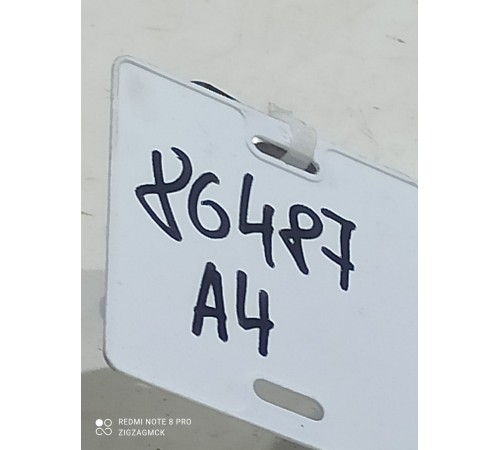 86487
A4
REDMI NOTE 8 PRO
ZIGZAGMCK